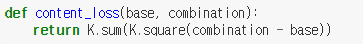 def content_loss(base, combination):
    return K.sum(K.square(combination - base))